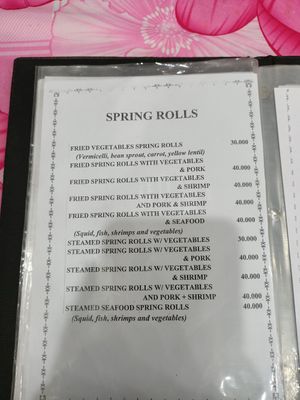 SPRING ROLLS
FRIED VEGETABLES SPRING ROLLS 30.000
(Vermicelli, bean sprout, carrot, yellow lentil)
FRIED SPRING ROLLS WITH VEGETABLES
& PORK 40.000
FRIED SPRING ROLLS WITH VEGETABLES
& SHRIMP 40.000
FRIED SPRING ROLLS WITH VEGETABLES
AND PORK & SHRIMP 40.000
FRIED SPRING ROLLS WITH VEGETABLES
& SEAFOOD 40.000
(Squid, fish, shrimps and vegetables)
STEAMED SPRING ROLLS W/ VEGETABLES 30.000
STEAMED SPRING ROLLS W/ VEGETABLES
& PORK 40.000
STEAMED SPRING ROLLS W/ VEGETABLES
& SHRIMP 40.000
STEAMED SPRING ROLLS W/ VEGETABLES
AND PORK + SHRIMP 40.000
STEAMED SEAFOOD SPRING ROLLS 40.000
(Squid, fish, shrimps and vegetables)